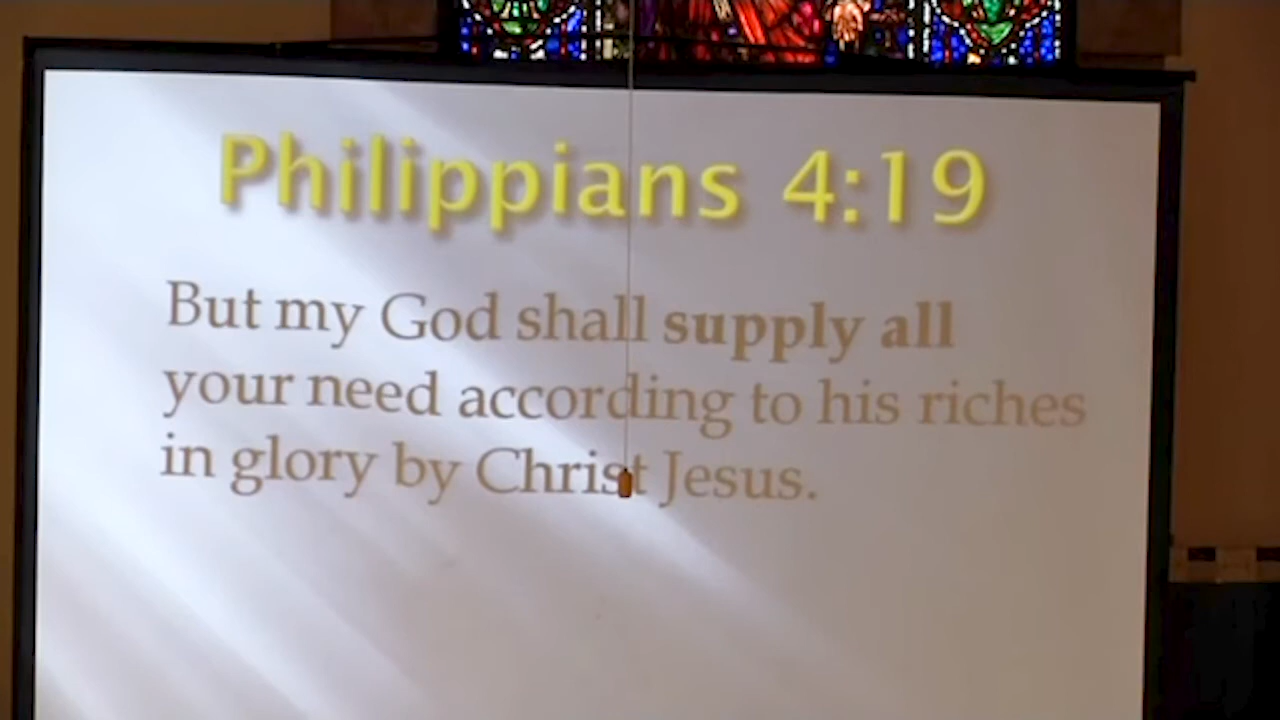 Philippians 4:19
But my God shall supply all
your need according to his riches
in glory by Christ Jesus.